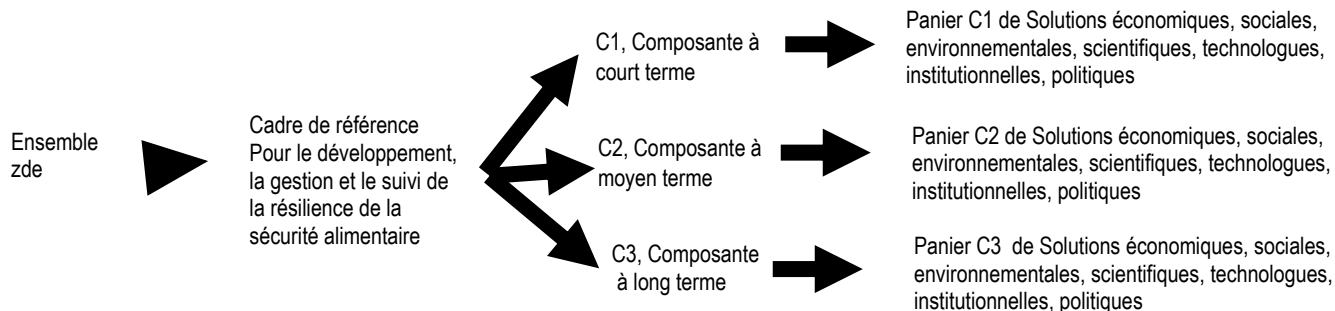 Ensemble
zde
Cadre de référence
Pour le développement,
la gestion et le suivi de
la résilience de la
sécurité alimentaire
C1, Composante à
court terme
Panier C1 de Solutions économiques, sociales,
environnementales, scientifiques, technologues,
institutionnelles, politiques
C2, Composante à
moyen terme
Panier C2 de Solutions économiques, sociales,
environnementales, scientifiques, technologues,
institutionnelles, politiques
C3, Composante
à long terme
Panier C3 de Solutions économiques, sociales,
environnementales, scientifiques, technologues,
institutionnelles, politiques